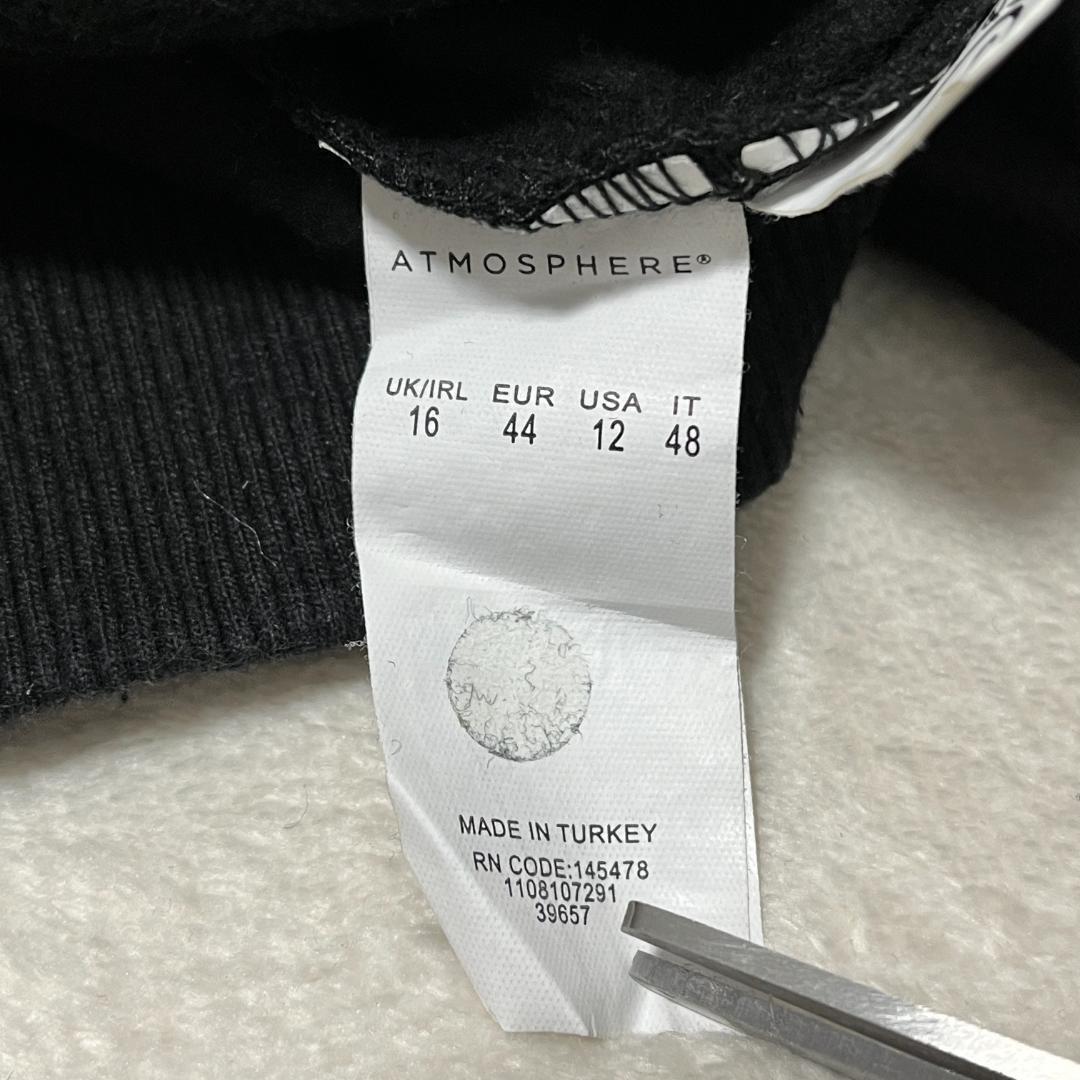 ATMOSPHERE®
UK/IRL EUR USA IT
16 44 12 48
MADE IN TURKEY
RN CODE:145478
1108107291
39657